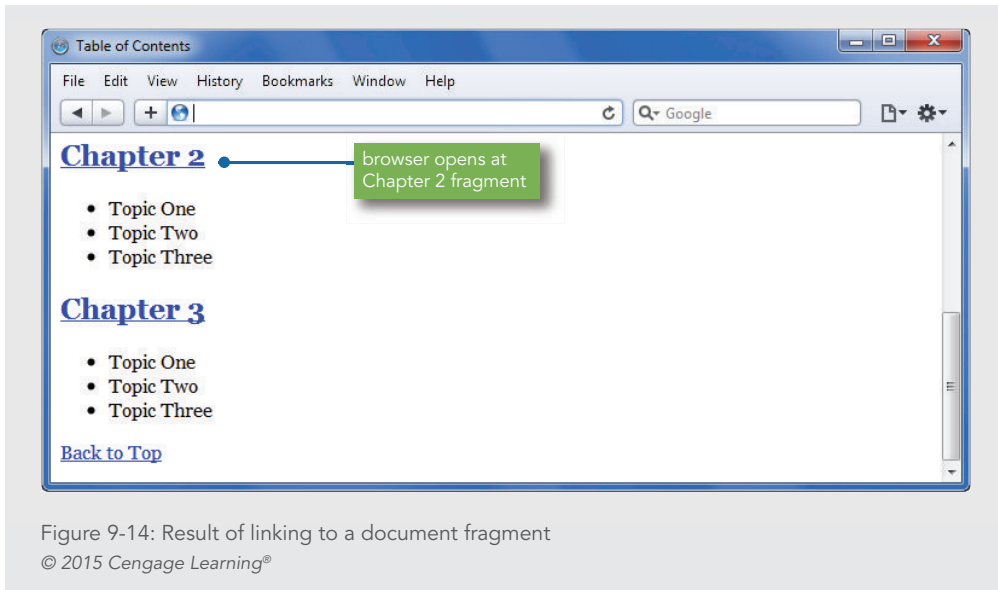 Table of Contents
File Edit View History Bookmarks Window Help
Google
Chapter 2
browser opens at
Chapter 2 fragment
• Topic One
• Topic Two
• Topic Three
Chapter 3
• Topic One
• Topic Two
• Topic Three
Back to Top
Figure 9-14: Result of linking to a document fragment
© 2015 Cengage Learning®